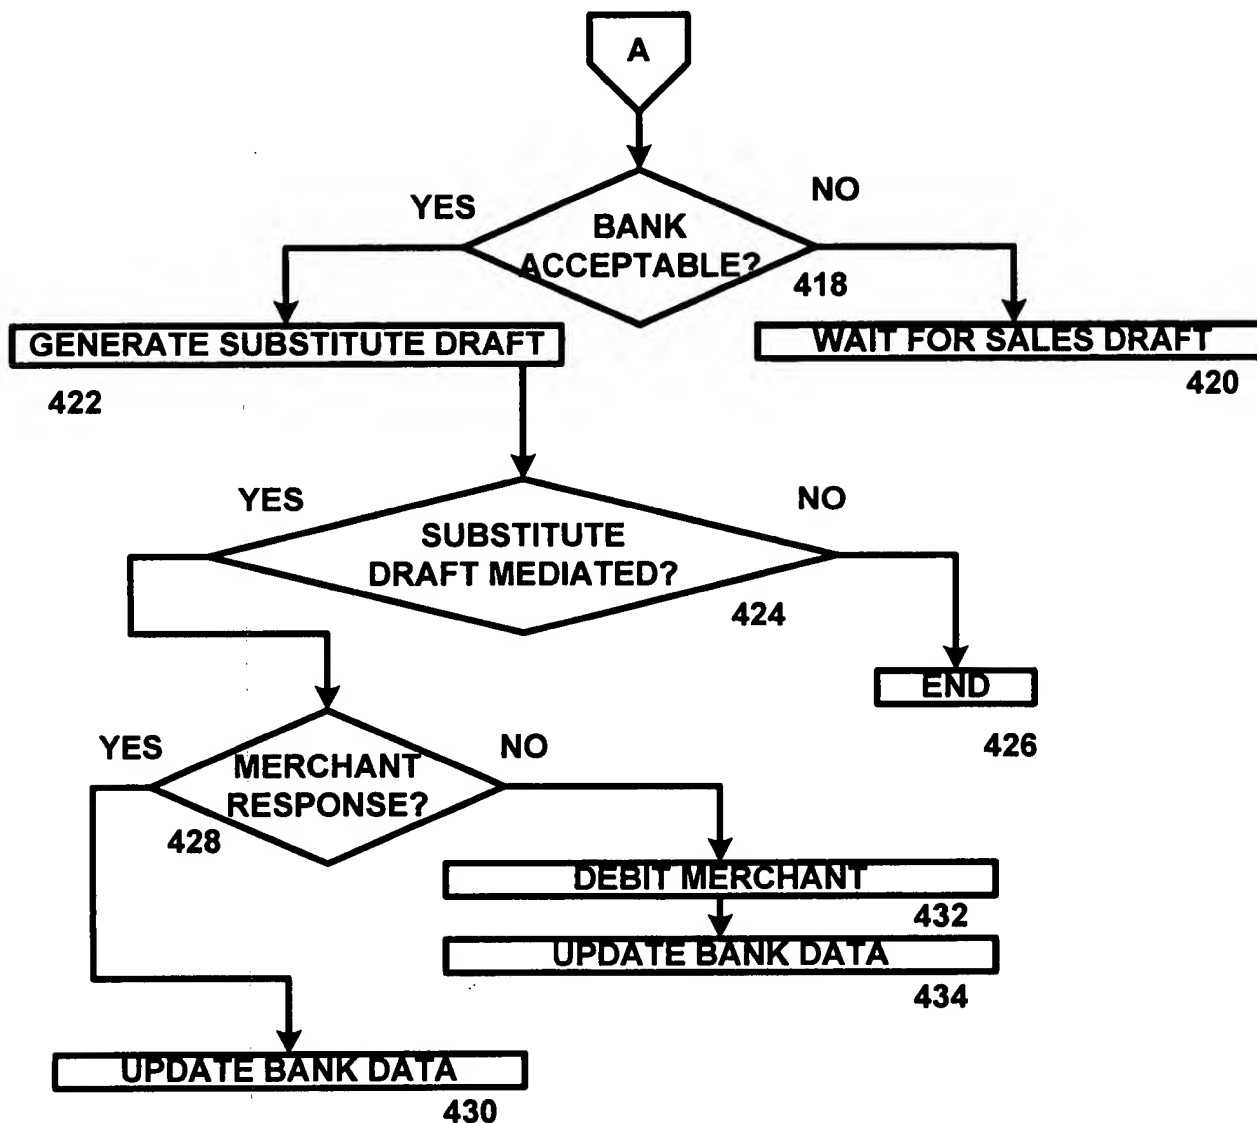 A
YES
NO
BANK
ACCEPTABLE?
418
GENERATE SUBSTITUTE DRAFT
WAIT FOR SALES DRAFT
422
420
YES
NO
SUBSTITUTE
DRAFT MEDIATED?
424
END
426
YES
NO
MERCHANT
RESPONSE?
428
DEBIT MERCHANT
432
UPDATE BANK DATA
434
UPDATE BANK DATA
430